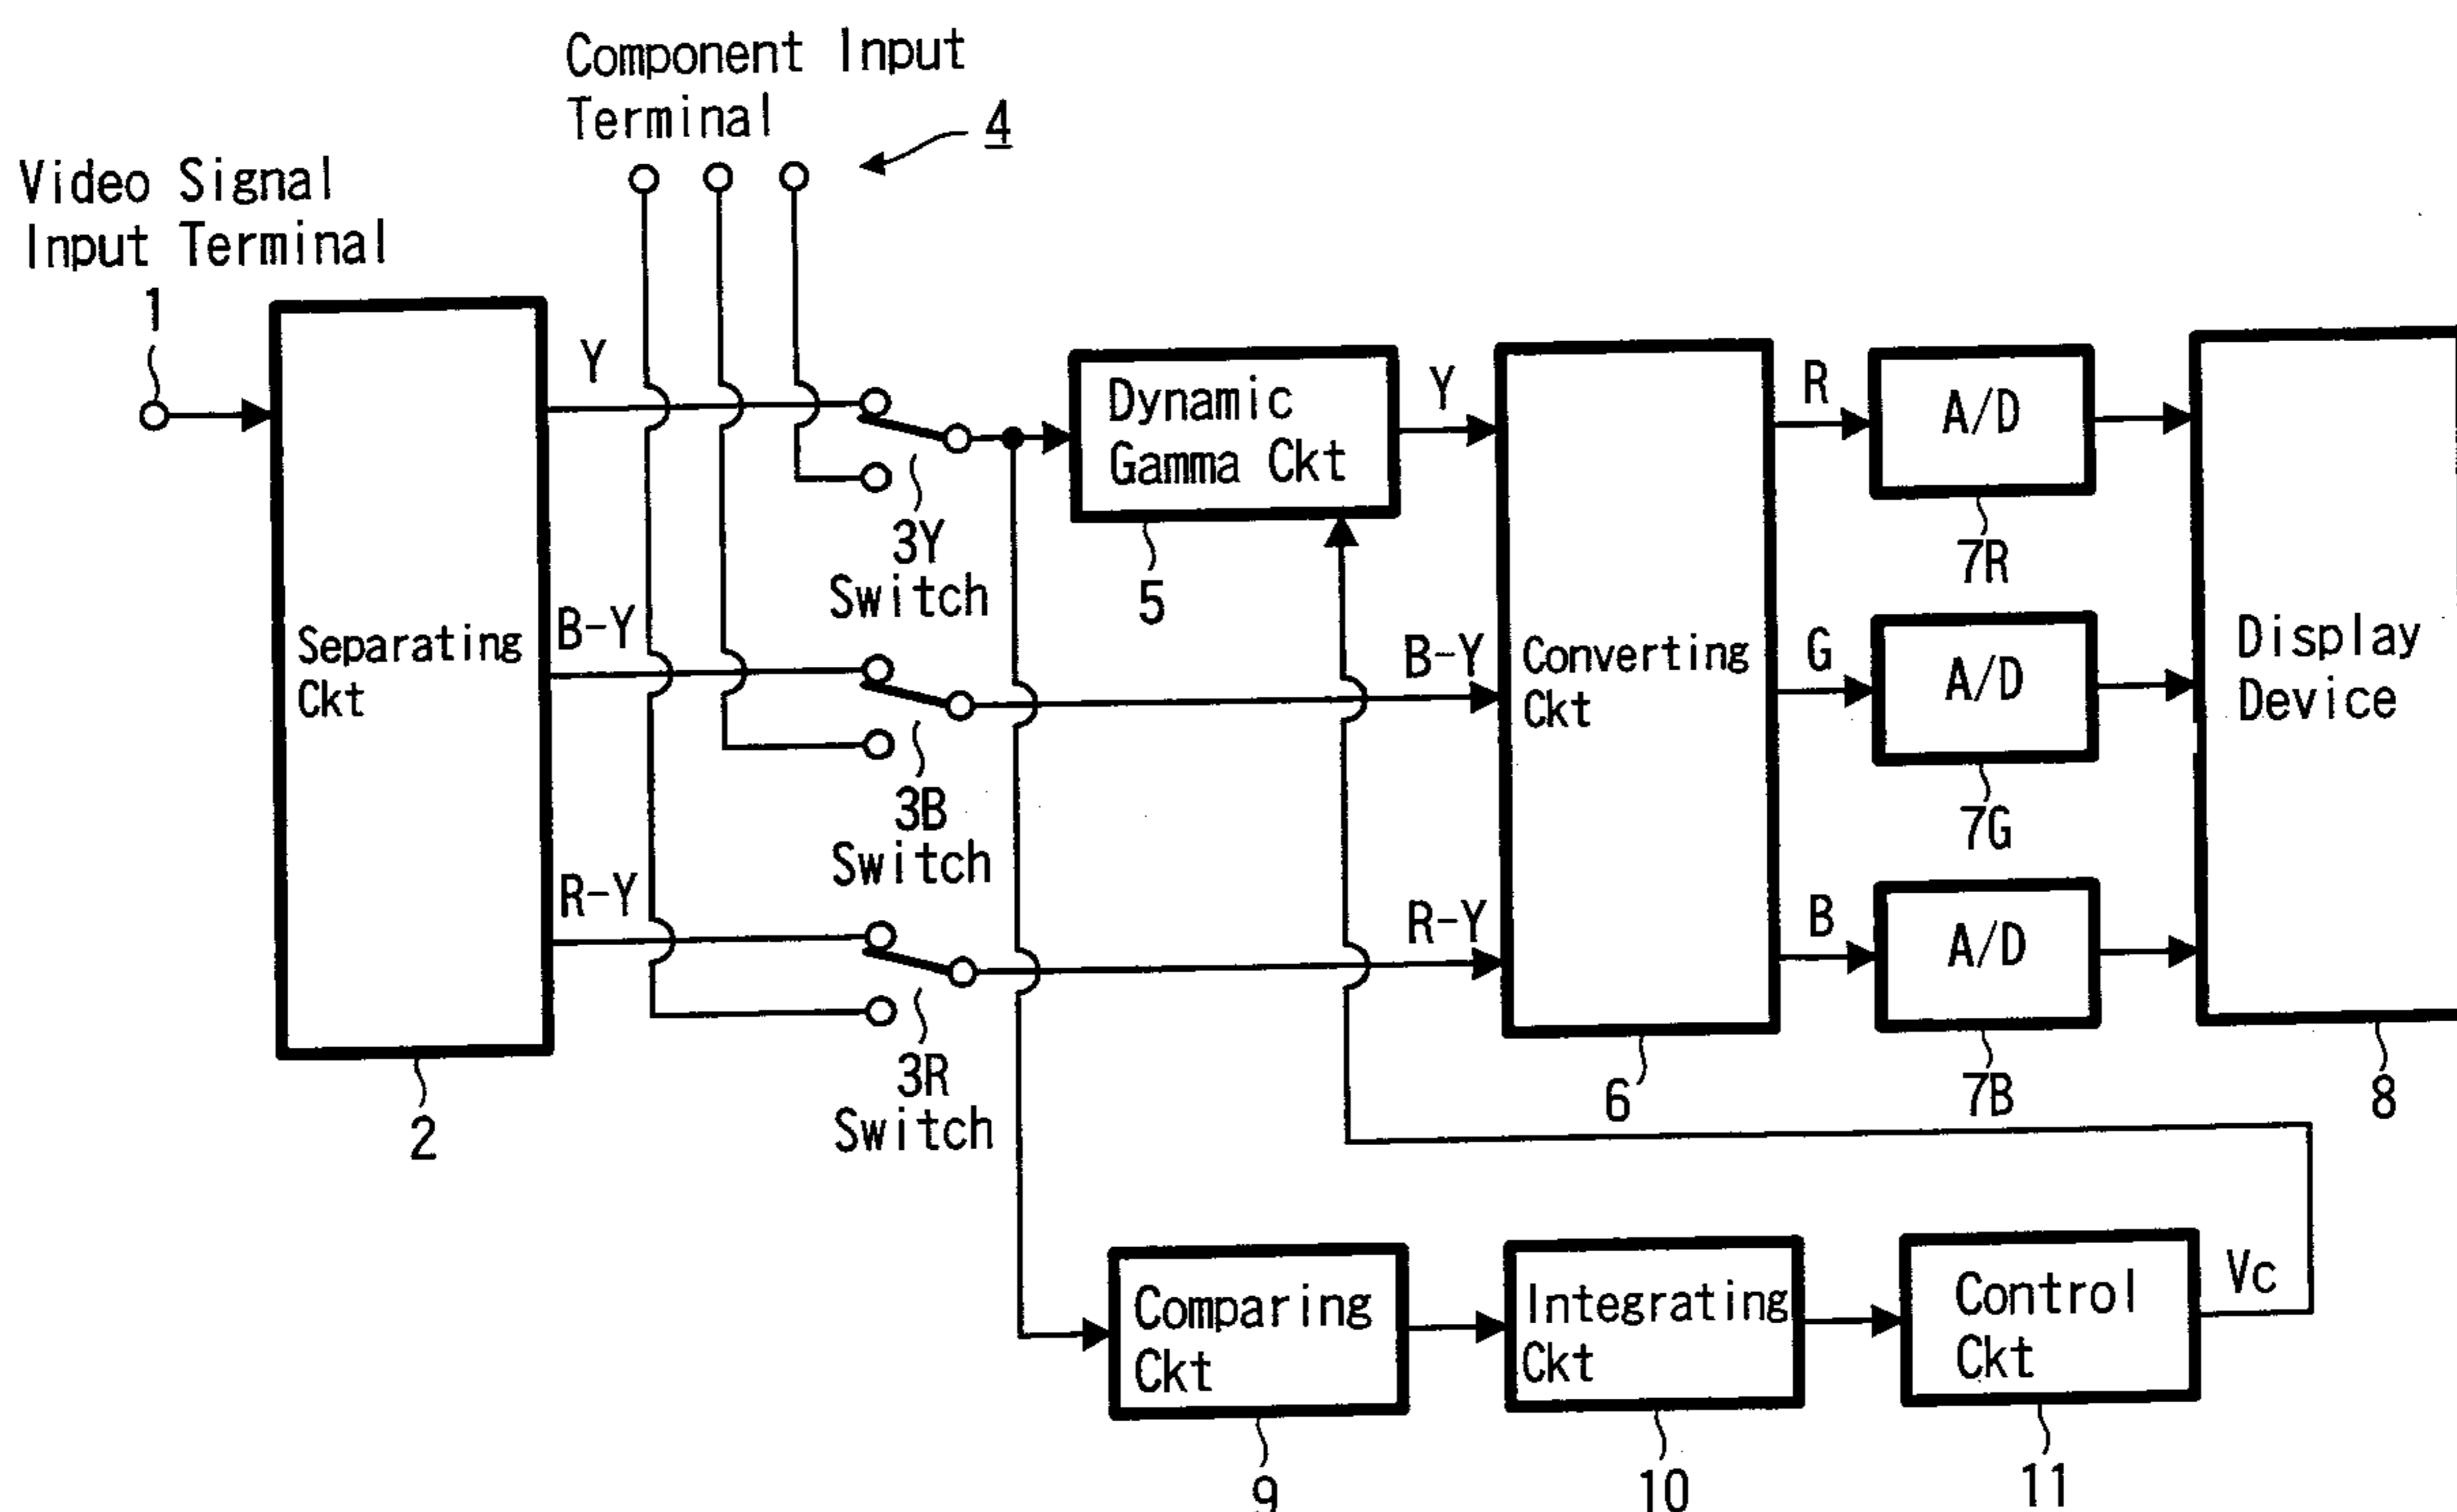 Component Input
Terminal
4
Video Signal
Input Terminal
1
Separating
Ckt
2
Y
B-Y
R-Y
3Y
Switch
3B
Switch
3R
Switch
Dynamic
Gamma Ckt
5
Y
B-Y
R-Y
Converting
Ckt
6
R
G
B
A/D
7R
A/D
7G
A/D
7B
Display
Device
8
Comparing
Ckt
9
Integrating
Ckt
10
Control
Ckt
11
Vc